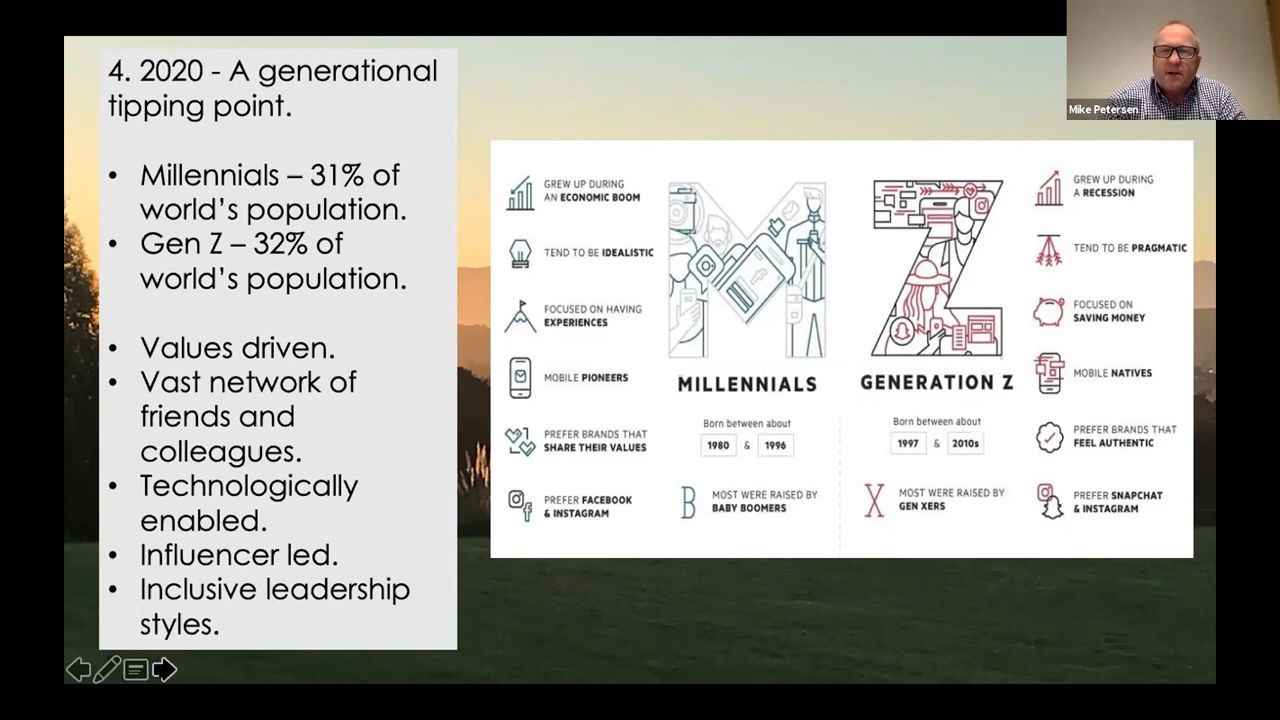 4. 2020 - A generational
tipping point.
• Millennials – 31% of
world's population.
• Gen Z – 32% of
world's population.
• Values driven.
• Vast network of
friends and
colleagues.
• Technologically
enabled.
• Influencer led.
• Inclusive leadership
styles.
GREW UP DURING
AN ECONOMIC BOOM
TEND TO BE IDEALISTIC
FOCUSED ON HAVING
EXPERIENCES
MOBILE PIONEERS
PREFER BRANDS THAT
SHARE THEIR VALUES
PREFER FACEBOOK
& INSTAGRAM
MILLENNIALS
Born between about
1980 & 1996
B
MOST WERE RAISED BY
BABY BOOMERS
GENERATION Z
Born between about
1997 & 2010s
X
MOST WERE RAISED BY
GEN XERS
GREW UP DURING
A RECESSION
TEND TO BE PRAGMATIC
FOCUSED ON
SAVING MONEY
MOBILE NATIVES
PREFER BRANDS THAT
FEEL AUTHENTIC
PREFER SNAPCHAT
& INSTAGRAM
Mike Petersen